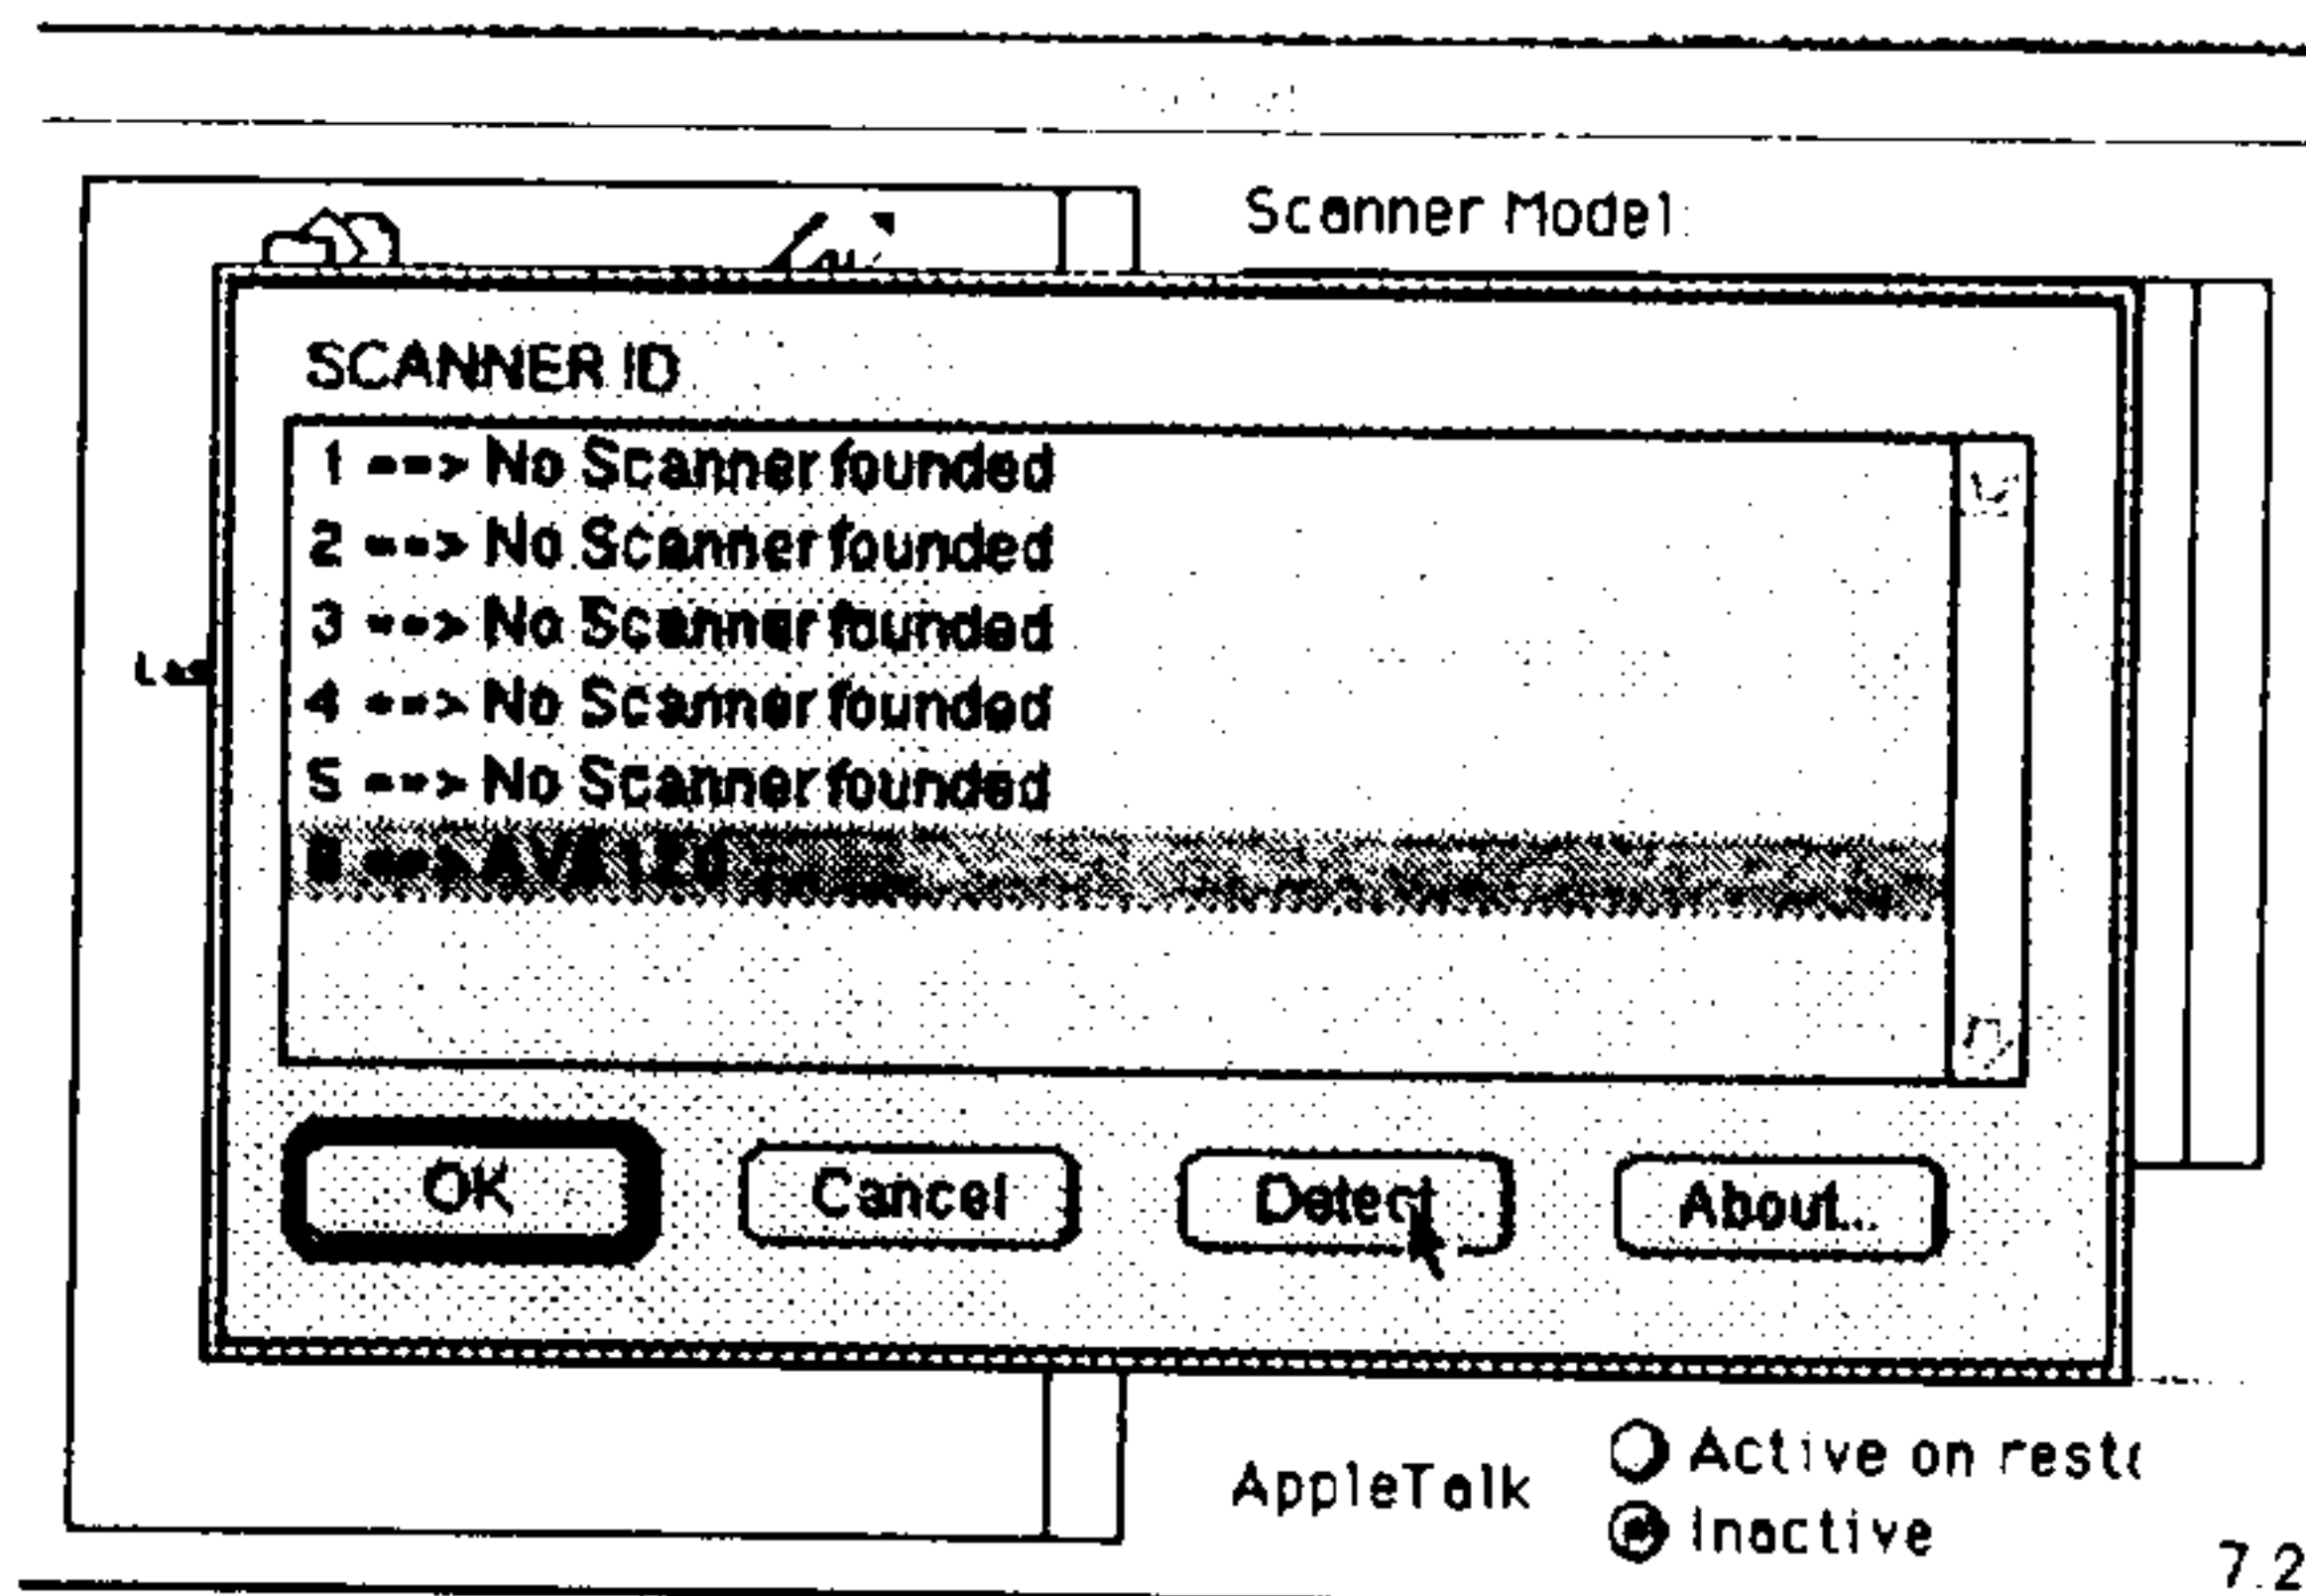 Scanner Model:
SCANNER ID
1 --> No Scanner founded
2 --> No Scanner founded
3 --> No Scanner founded
4 --> No Scanner founded
5 --> No Scanner founded
6 -->
OK Cancel Detect About...
AppleTalk
Active on
Inactive
7.2